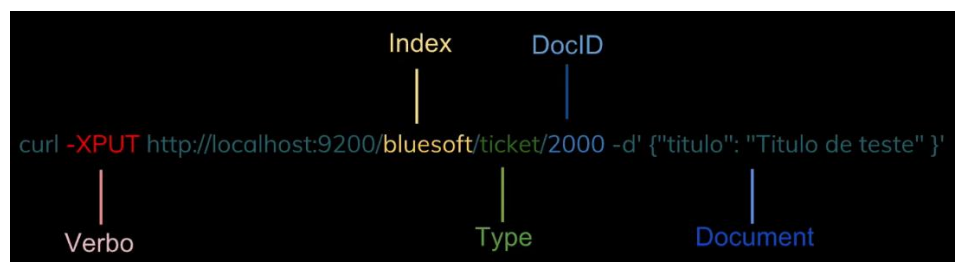 Index DocID
curl -XPUT http://localhost:9200/bluesoft/ticket/2000 -d' {"titulo": "Titulo de teste" }'
Verbo Type Document